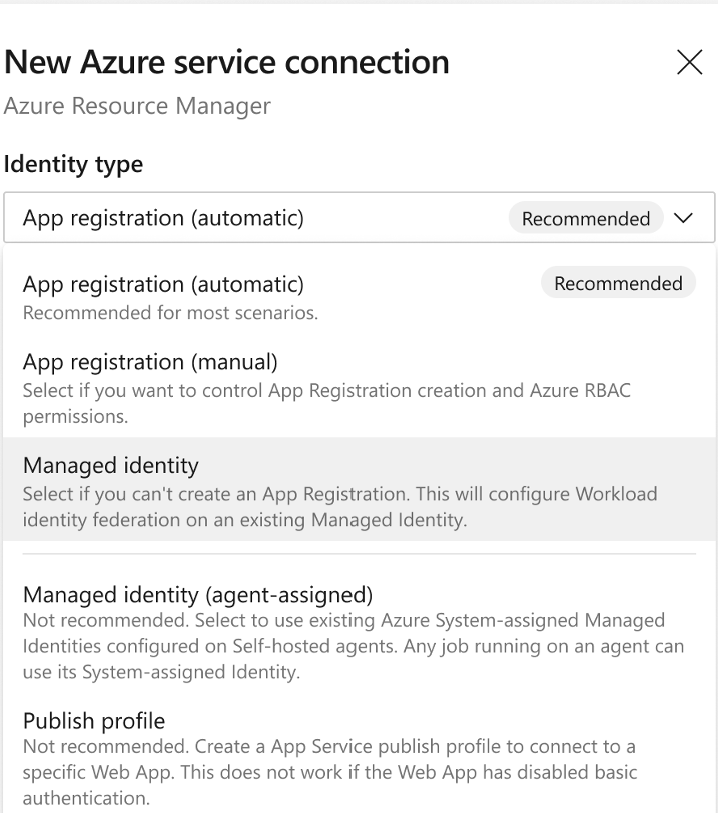 New Azure service connection
Azure Resource Manager
Identity type
App registration (automatic) Recommended
App registration (automatic) Recommended
Recommended for most scenarios.
App registration (manual)
Select if you want to control App Registration creation and Azure RBAC
permissions.
Managed identity
Select if you can't create an App Registration. This will configure Workload
identity federation on an existing Managed Identity.
Managed identity (agent-assigned)
Not recommended. Select to use existing Azure System-assigned Managed
Identities configured on Self-hosted agents. Any job running on an agent can
use its System-assigned Identity.
Publish profile
Not recommended. Create a App Service publish profile to connect to a
specific Web App. This does not work if the Web App has disabled basic
authentication.